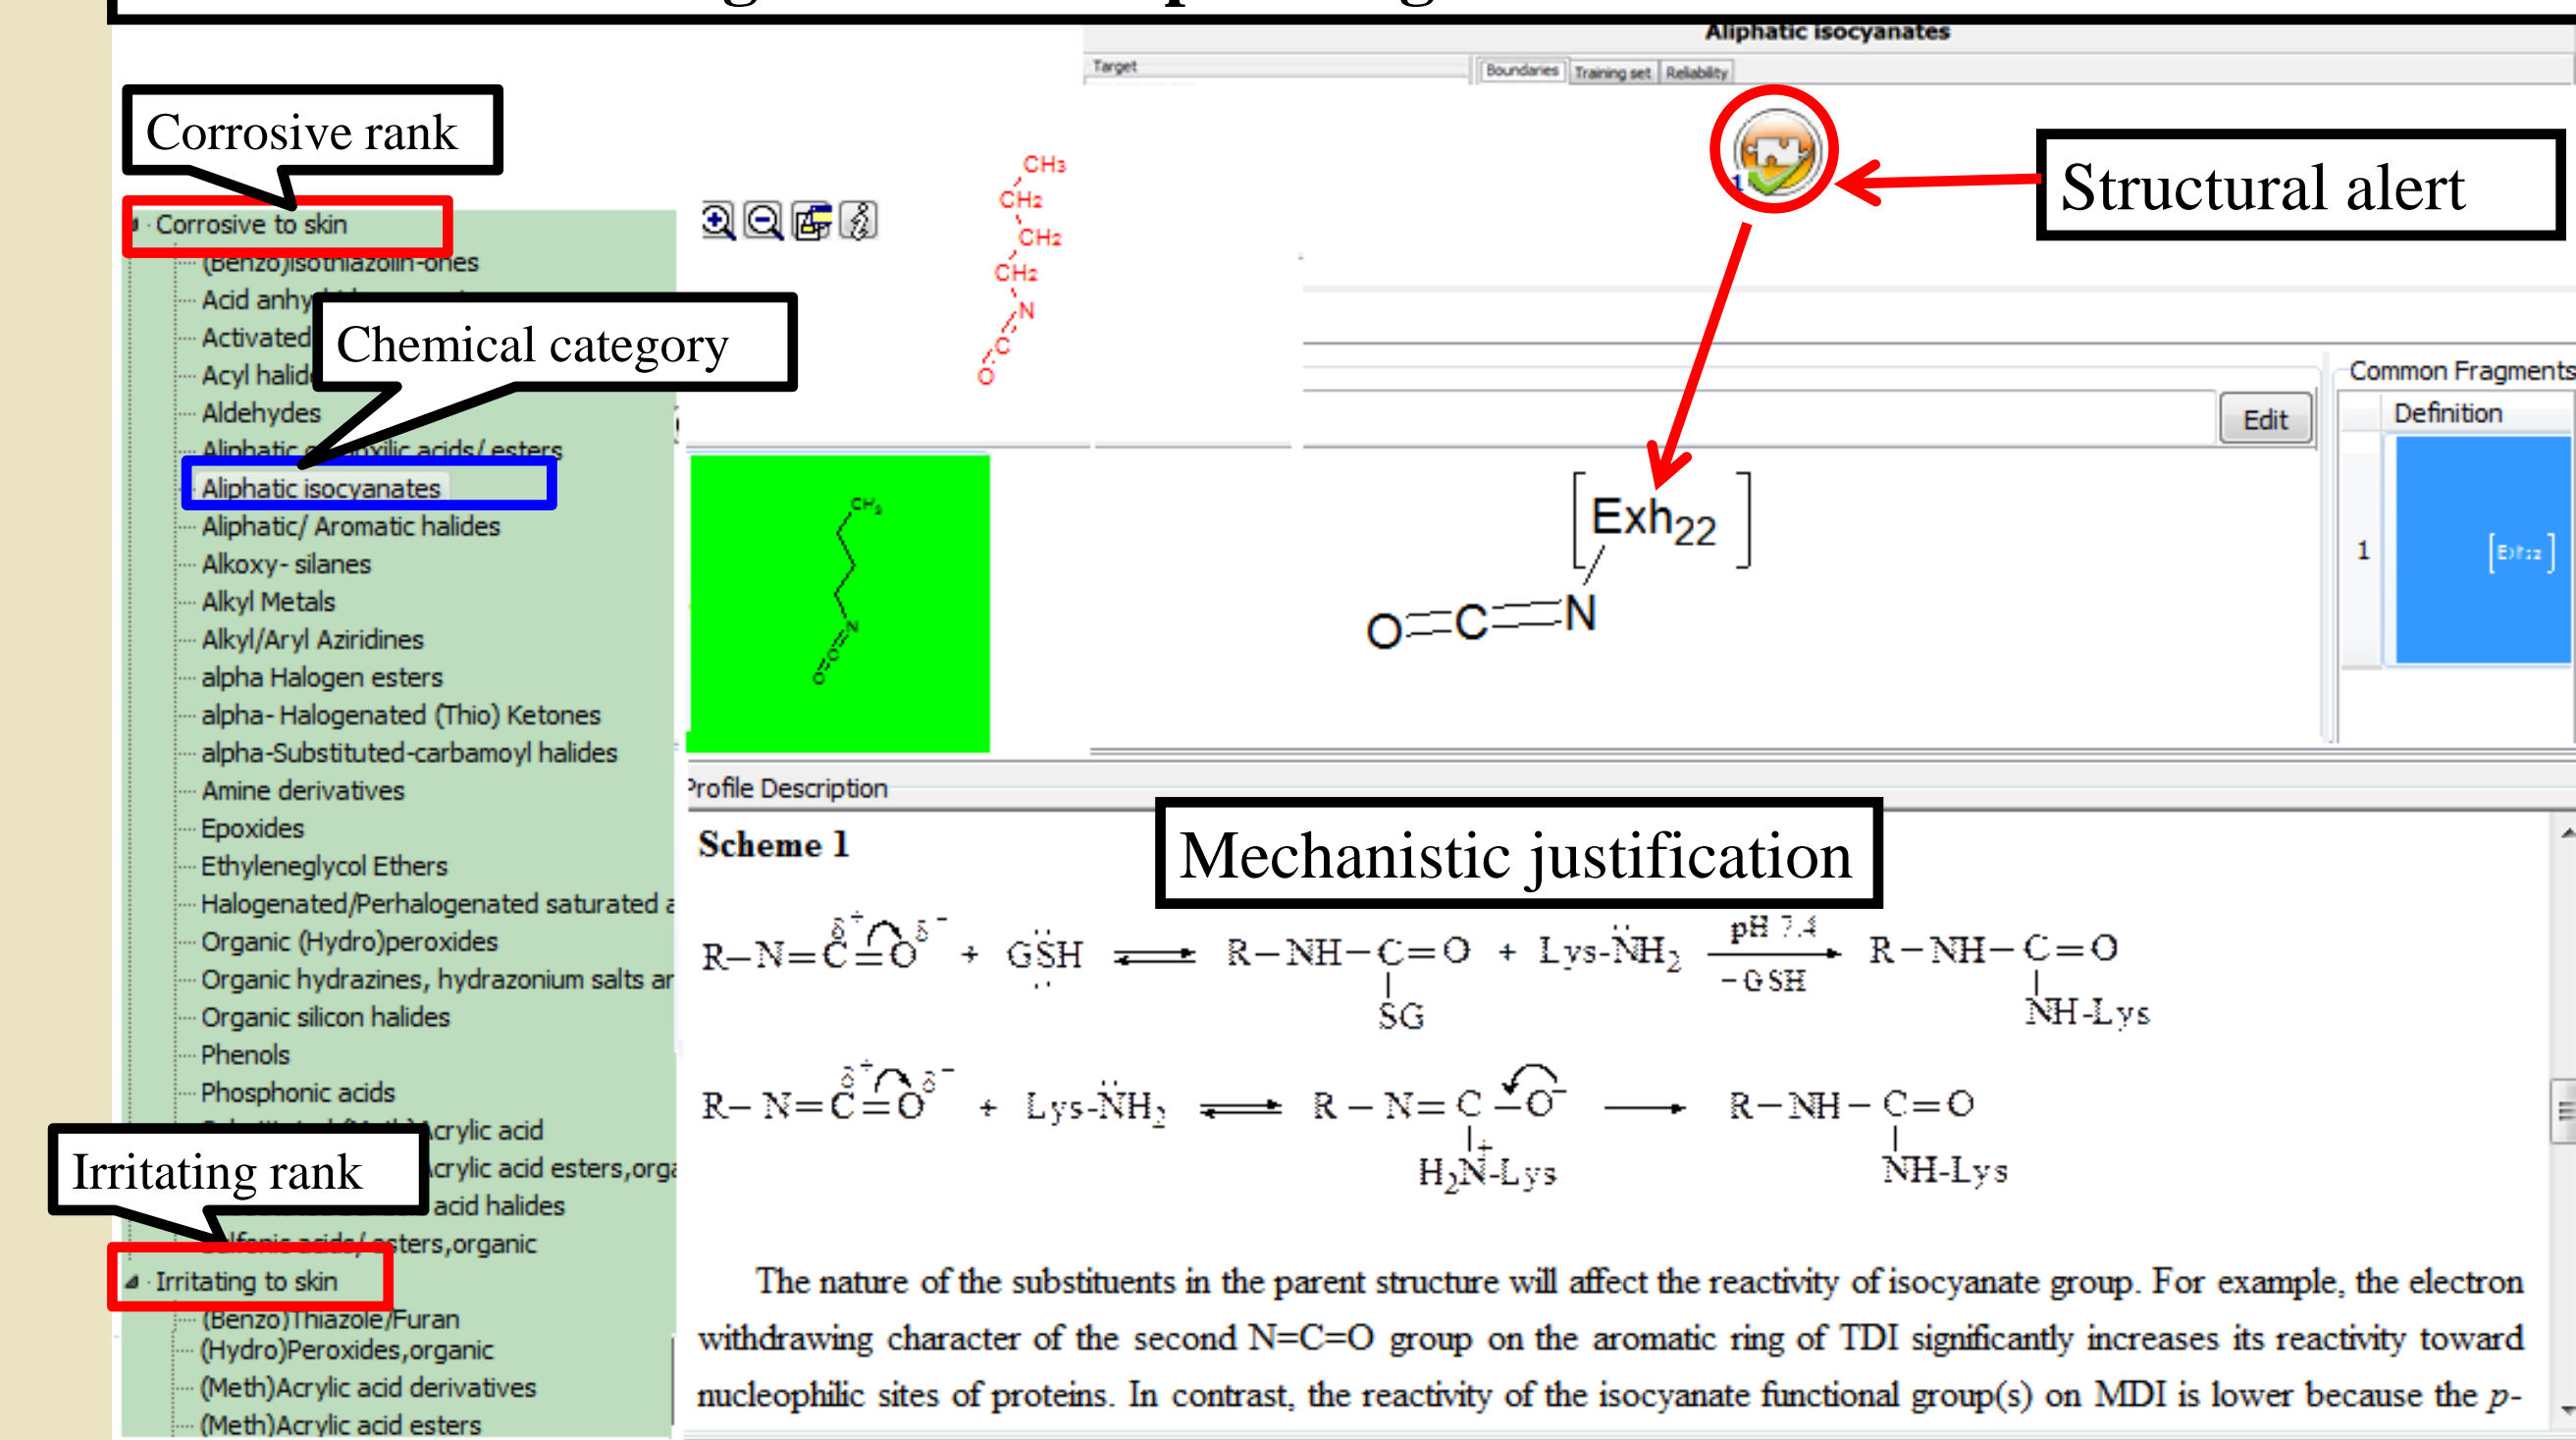 Aliphatic isocyanates
Target
Boundaries
Training set
Reliability
Corrosive rank
Structural alert
Corrosive to skin
(Benzo)Isothiazolin-ones
Acid
Activated
Chemical category
Acyl
Aldehydes
Aliphatic acids/ esters
Aliphatic isocyanates
Aliphatic/ Aromatic halides
Alkoxy- silanes
Alkyl Metals
Alkyl/Aryl Aziridines
alpha Halogen esters
alpha- Halogenated (Thio) Ketones
alpha-Substituted-carbamoyl halides
Amine derivatives
Epoxides
Ethyleneglycol Ethers
Halogenated/Perhalogenated saturated
Organic (Hydro)peroxides
Organic hydrazines, hydrazonium salts
Organic silicon halides
Phenols
Phosphonic acids
acid
acid esters,
acid halides
Irritating rank
acids/ esters,organic
Irritating to skin
(Benzo)Thiazole/Furan
(Hydro)Peroxides,organic
(Meth)Acrylic acid derivatives
(Meth)Acrylic acid esters
CH3
CH2
CH2
CH2
N
C
O
CH3
N
O
[Exh22]
O=C=N
Edit
Common Fragments
Definition
1
Profile Description
Scheme 1
Mechanistic justification
R–N=C=O + GSH ⇌ R–NH–C=O + Lys-NH2 pH 7.4 R–NH–C=O
δ+ δ-
– GSH
SG
NH-Lys
R– N=C=O + Lys-NH2 ⇌ R – N= C –O- → R–NH– C=O
δ+ δ-
H2N+-Lys
NH-Lys
The nature of the substituents in the parent structure will affect the reactivity of isocyanate group. For example, the electron
withdrawing character of the second N=C=O group on the aromatic ring of TDI significantly increases its reactivity toward
nucleophilic sites of proteins. In contrast, the reactivity of the isocyanate functional group(s) on MDI is lower because the p-